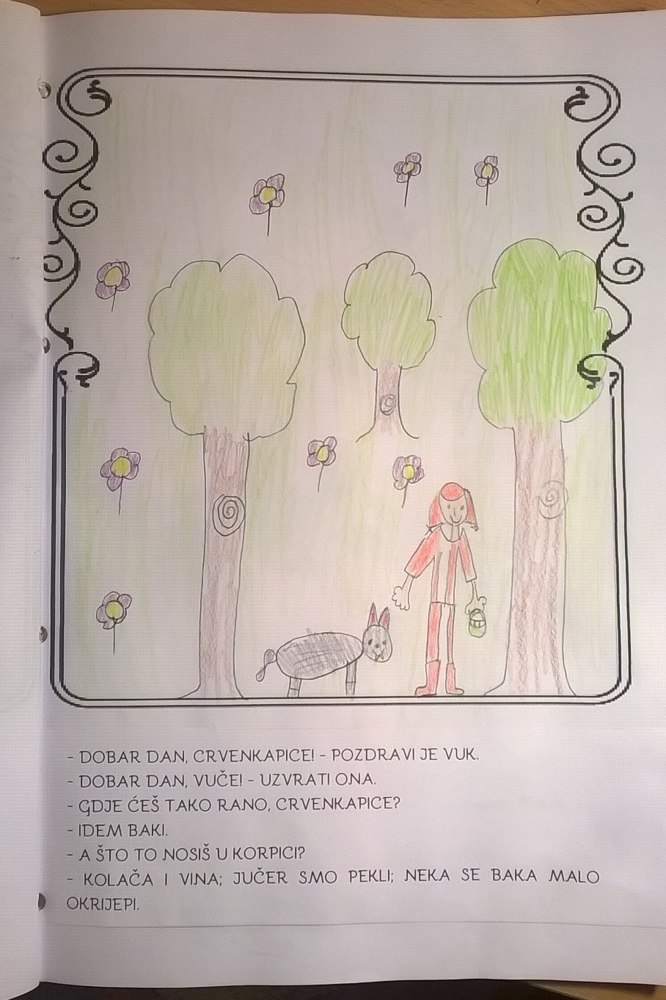 - DOBAR DAN, CRVENKAPICE! - POZDRAVI JE VUK.
- DOBAR DAN, VUČE! - UZVRATI ONA.
- GDJE ĆEŠ TAKO RANO, CRVENKAPICE?
- IDEM BAKI.
- A ŠTO TO NOSIŠ U KORPICI?
- KOLAČA I VINA; JUČER SMO PEKLI; NEKA SE BAKA MALO
OKRIJEPI.